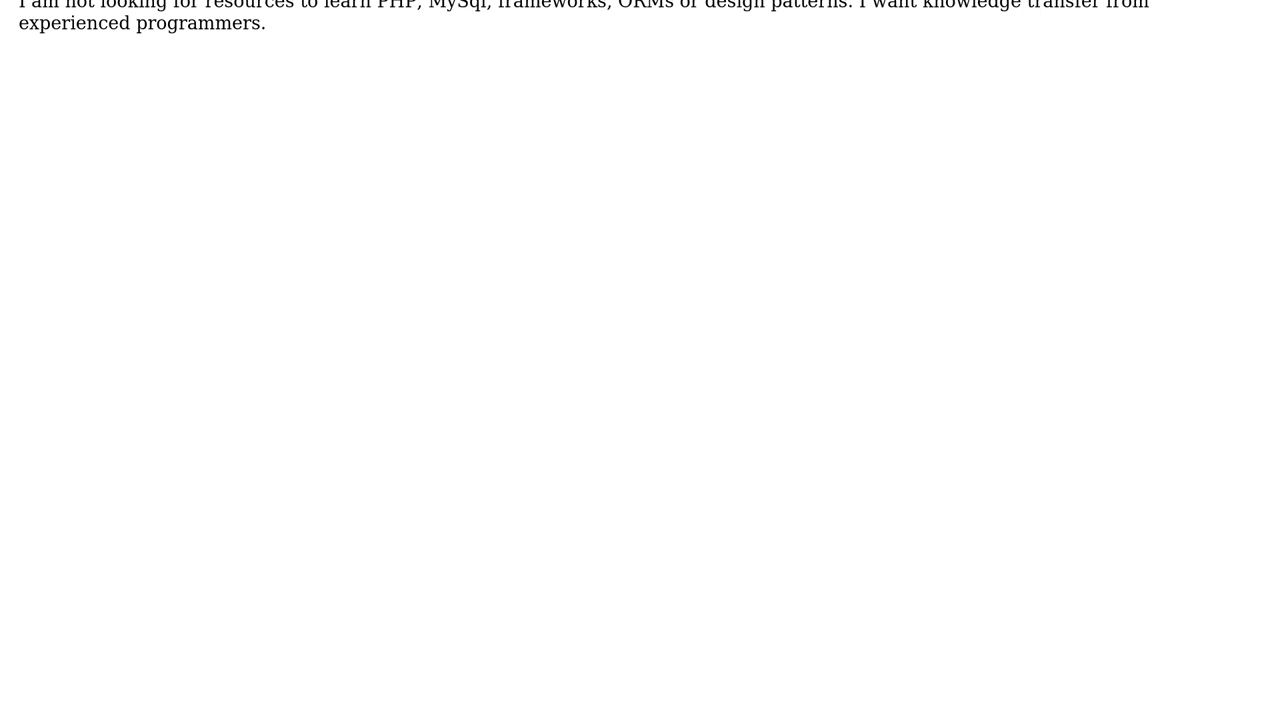 I am not looking for resources to learn PHP, MySql, frameworks, ORMs or design patterns. I want knowledge transfer from
experienced programmers.